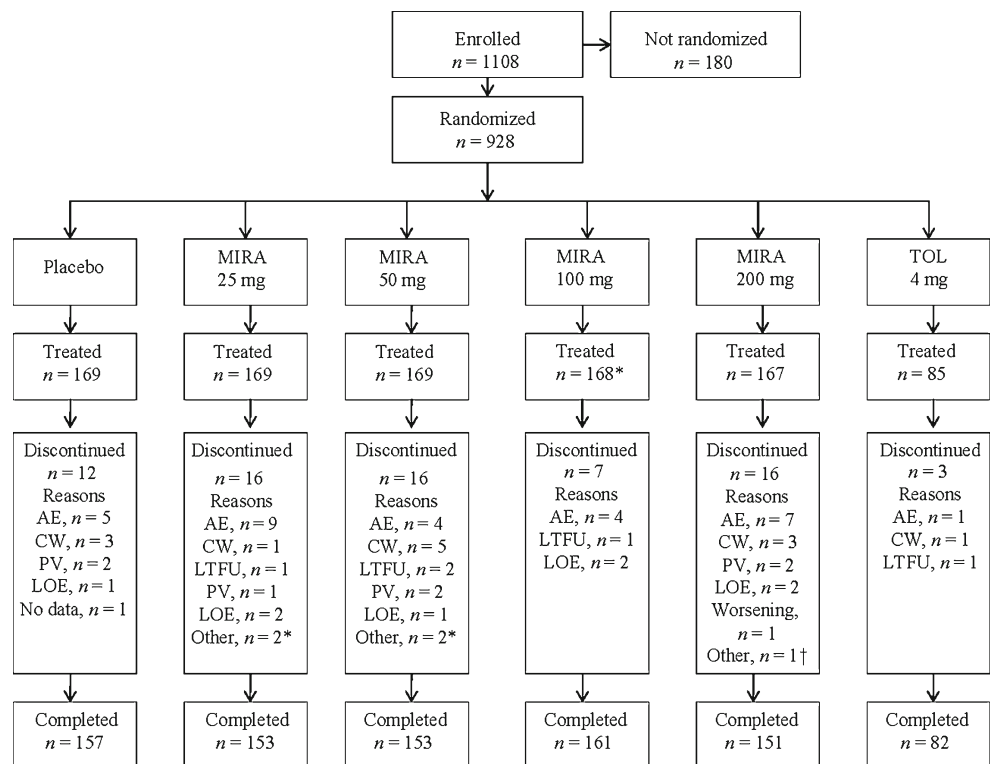 Enrolled
n = 1108
Not randomized
n = 180
Randomized
n = 928
Placebo
MIRA
25 mg
MIRA
50 mg
MIRA
100 mg
MIRA
200 mg
TOL
4 mg
Treated
n = 169
Treated
n = 169
Treated
n = 169
Treated
n = 168*
Treated
n = 167
Treated
n = 85
Discontinued
n = 12
Reasons
AE, n = 5
CW, n = 3
PV, n = 2
LOE, n = 1
No data, n = 1
Discontinued
n = 16
Reasons
AE, n = 9
CW, n = 1
LTFU, n = 1
PV, n = 1
LOE, n = 2
Other, n = 2*
Discontinued
n = 16
Reasons
AE, n = 4
CW, n = 5
LTFU, n = 2
PV, n = 2
LOE, n = 1
Other, n = 2*
Discontinued
n = 7
Reasons
AE, n = 4
LTFU, n = 1
LOE, n = 2
Discontinued
n = 16
Reasons
AE, n = 7
CW, n = 3
PV, n = 2
LOE, n = 2
Worsening,
n = 1
Other, n = 1†
Discontinued
n = 3
Reasons
AE, n = 1
CW, n = 1
LTFU, n = 1
Completed
n = 157
Completed
n = 153
Completed
n = 153
Completed
n = 161
Completed
n = 151
Completed
n = 82